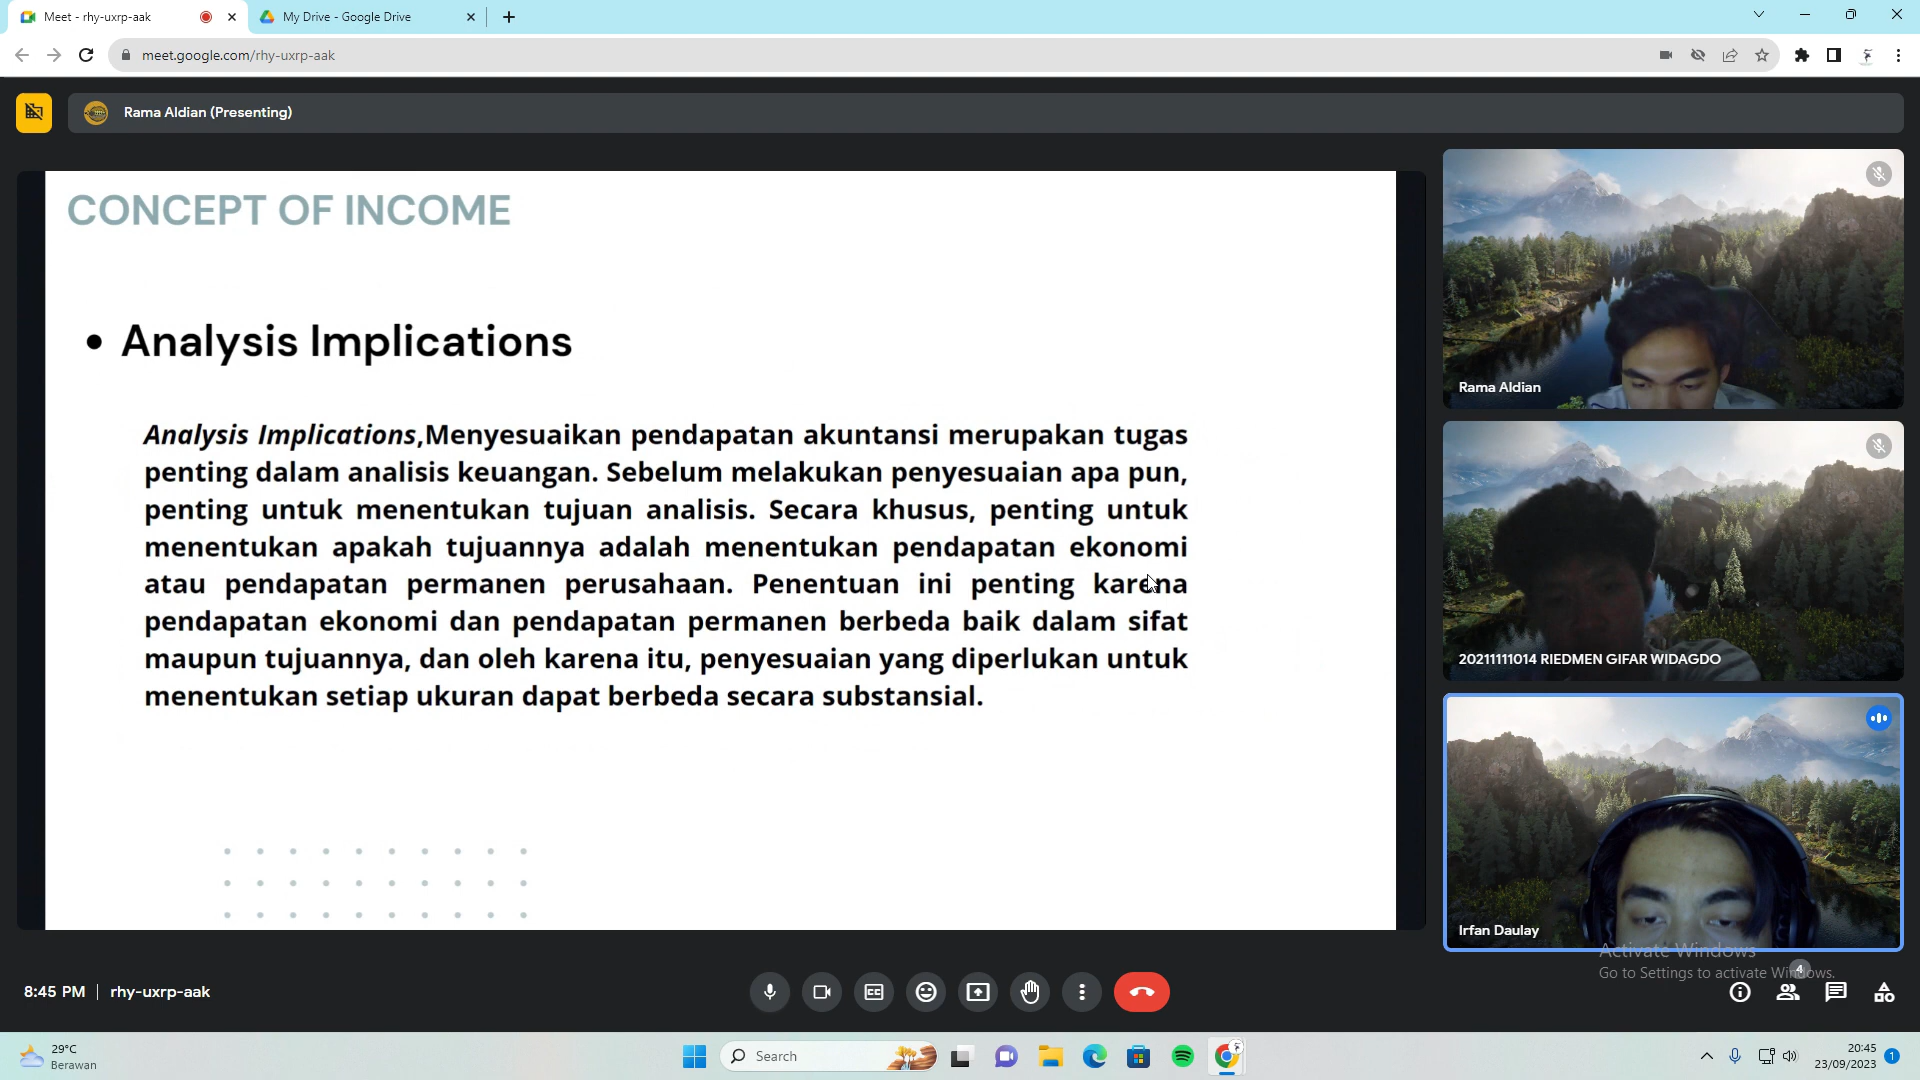 Meet - rhy-uxrp-aak
My Drive - Google Drive
meet.google.com/rhy-uxrp-aak
Rama Aldian (Presenting)
CONCEPT OF INCOME
• Analysis Implications
Analysis Implications,Menyesuaikan pendapatan akuntansi merupakan tugas
penting dalam analisis keuangan. Sebelum melakukan penyesuaian apa pun,
penting untuk menentukan tujuan analisis. Secara khusus, penting untuk
menentukan apakah tujuannya adalah menentukan pendapatan ekonomi
atau pendapatan permanen perusahaan. Penentuan ini penting karena
pendapatan ekonomi dan pendapatan permanen berbeda baik dalam sifat
maupun tujuannya, dan oleh karena itu, penyesuaian yang diperlukan untuk
menentukan setiap ukuran dapat berbeda secara substansial.
Rama Aldian
20211111014 RIEDMEN GIFAR WIDAGDO
Irfan Daulay
Activate Windows
Go to Settings to activate Windows.
4
8:45 PM | rhy-uxrp-aak
29°C
Berawan
Search
20:45
23/09/2023
1